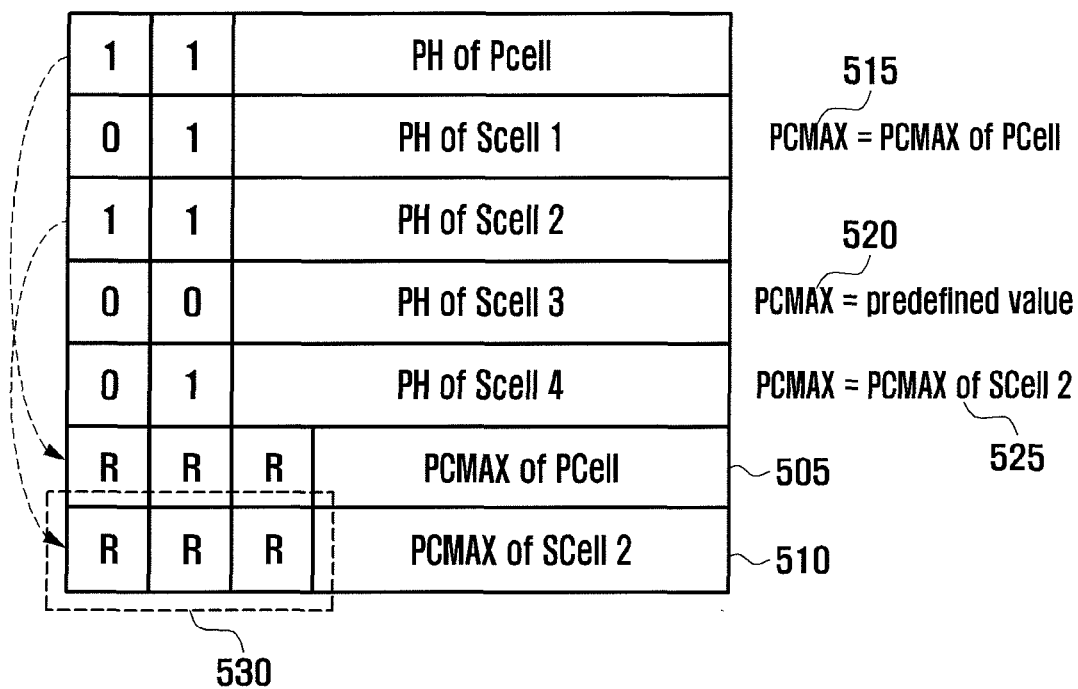 1 1 PH of Pcell
515
0 1 PH of Scell 1 PCMAX = PCMAX of PCell
1 1 PH of Scell 2
520
0 0 PH of Scell 3 PCMAX = predefined value
0 1 PH of Scell 4 PCMAX = PCMAX of SCell 2
525
R R R PCMAX of PCell 505
R R R PCMAX of SCell 2 510
530